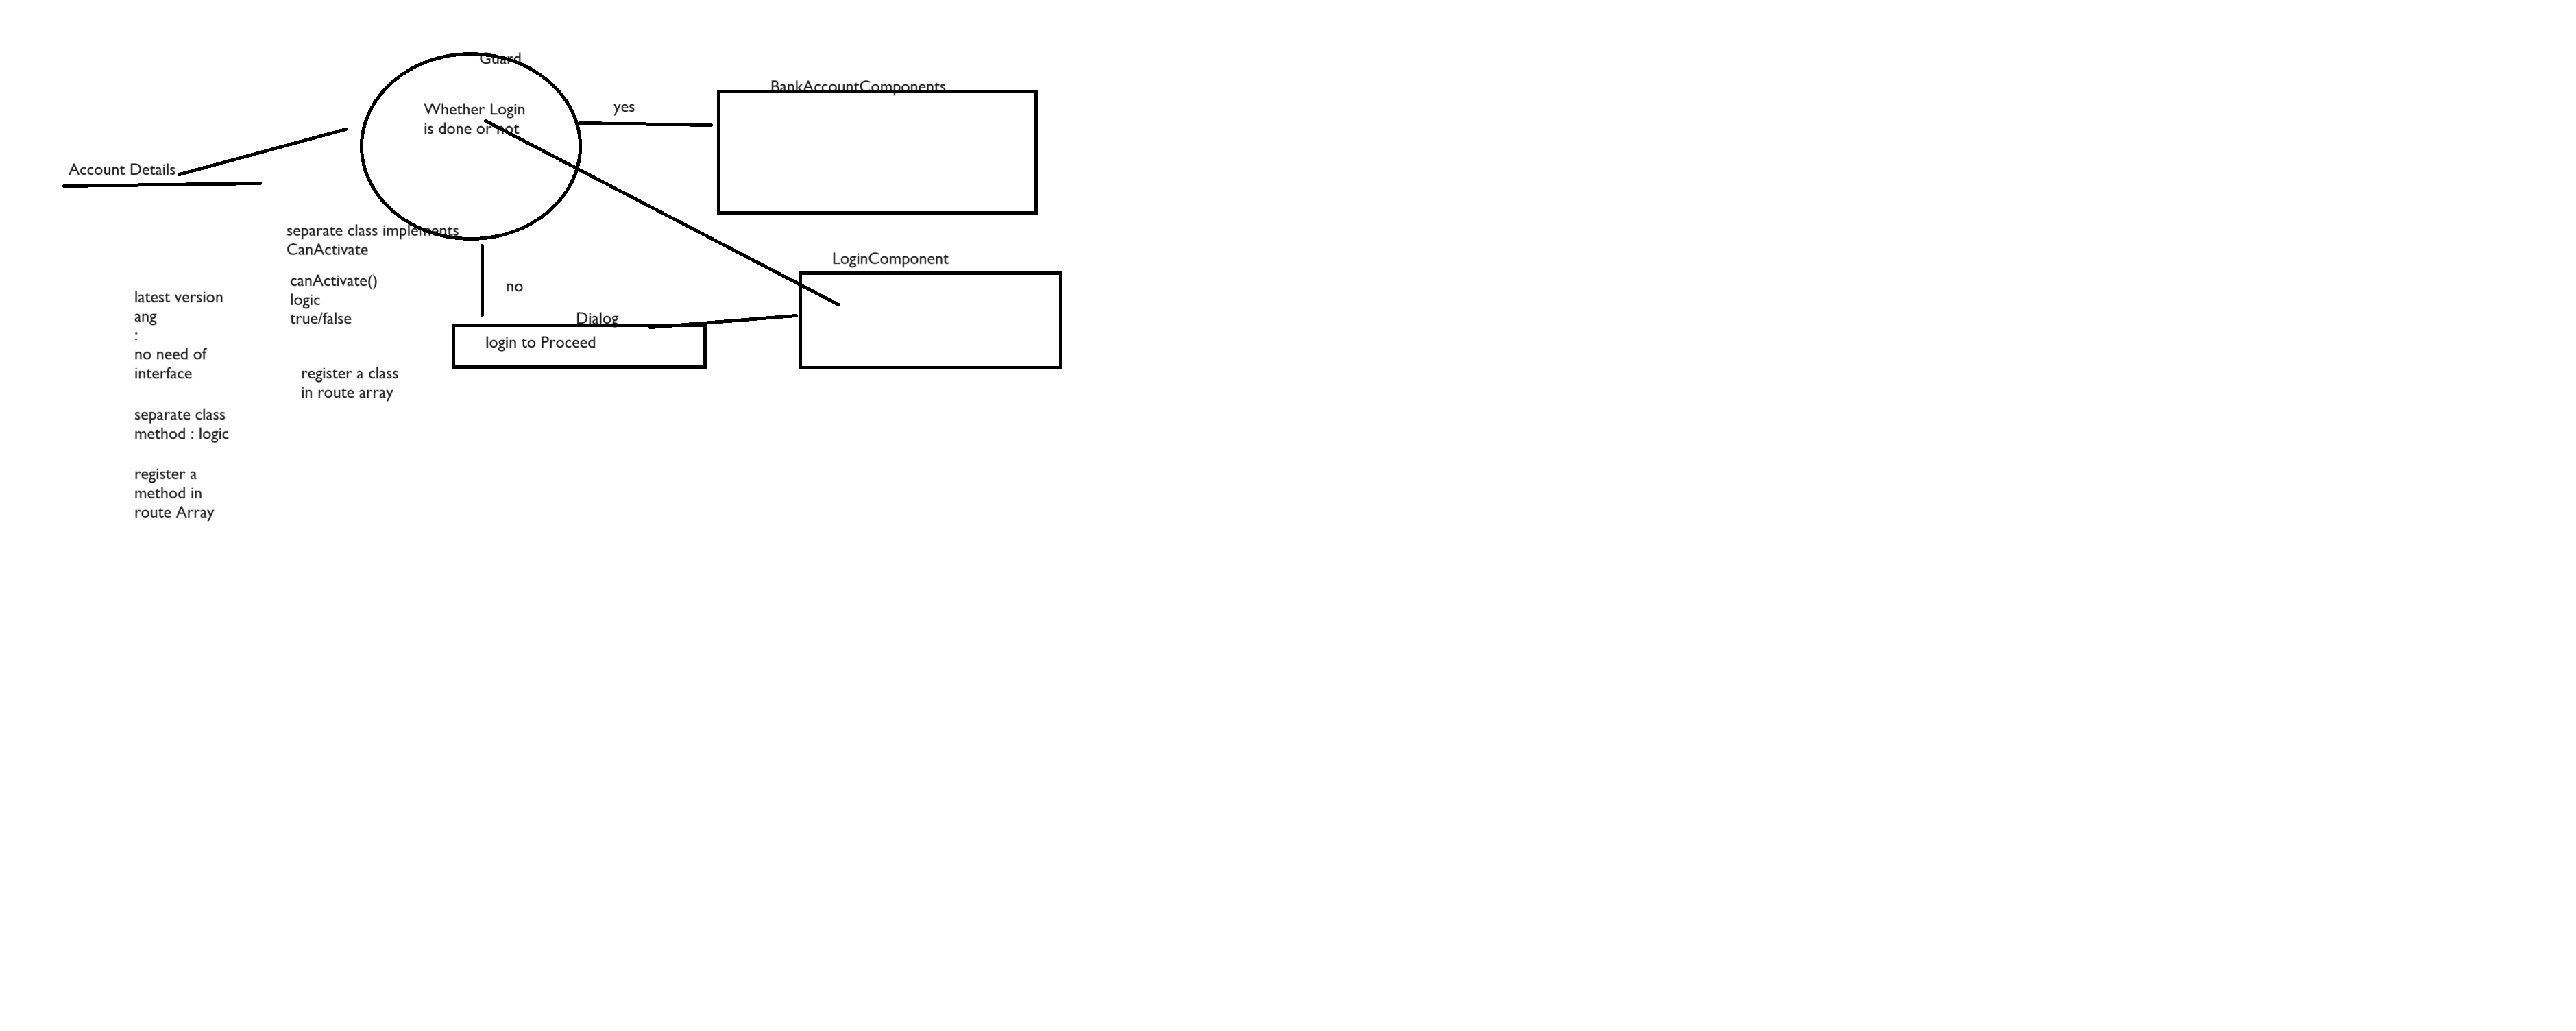 Guard
Whether Login
is done or not
yes
BankAccountComponents
Account Details
separate class implements
CanActivate
canActivate()
logic
true/false
register a class
in route array
no
Dialog
login to Proceed
LoginComponent
latest version
ang
:
no need of
interface
separate class
method : logic
register a
method in
route Array